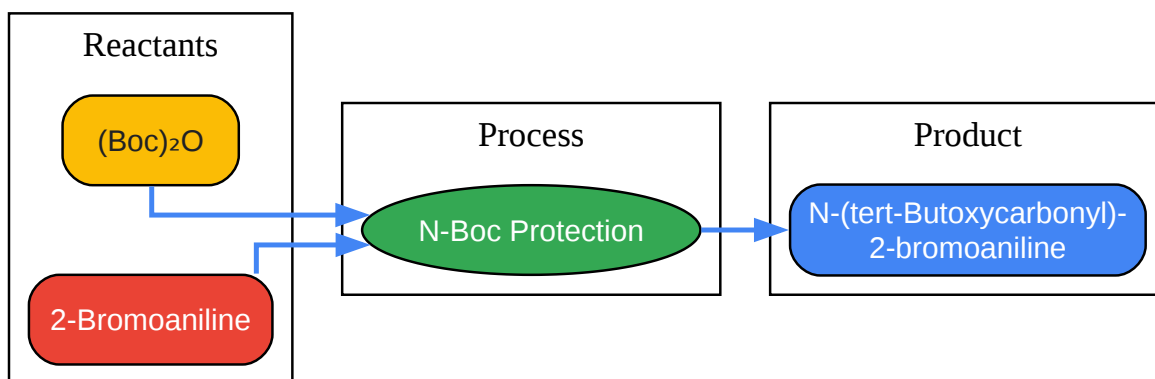 Reactants
(Boc)₂O
2-Bromoaniline
Process
N-Boc Protection
Product
N-(tert-Butoxycarbonyl)-
2-bromoaniline